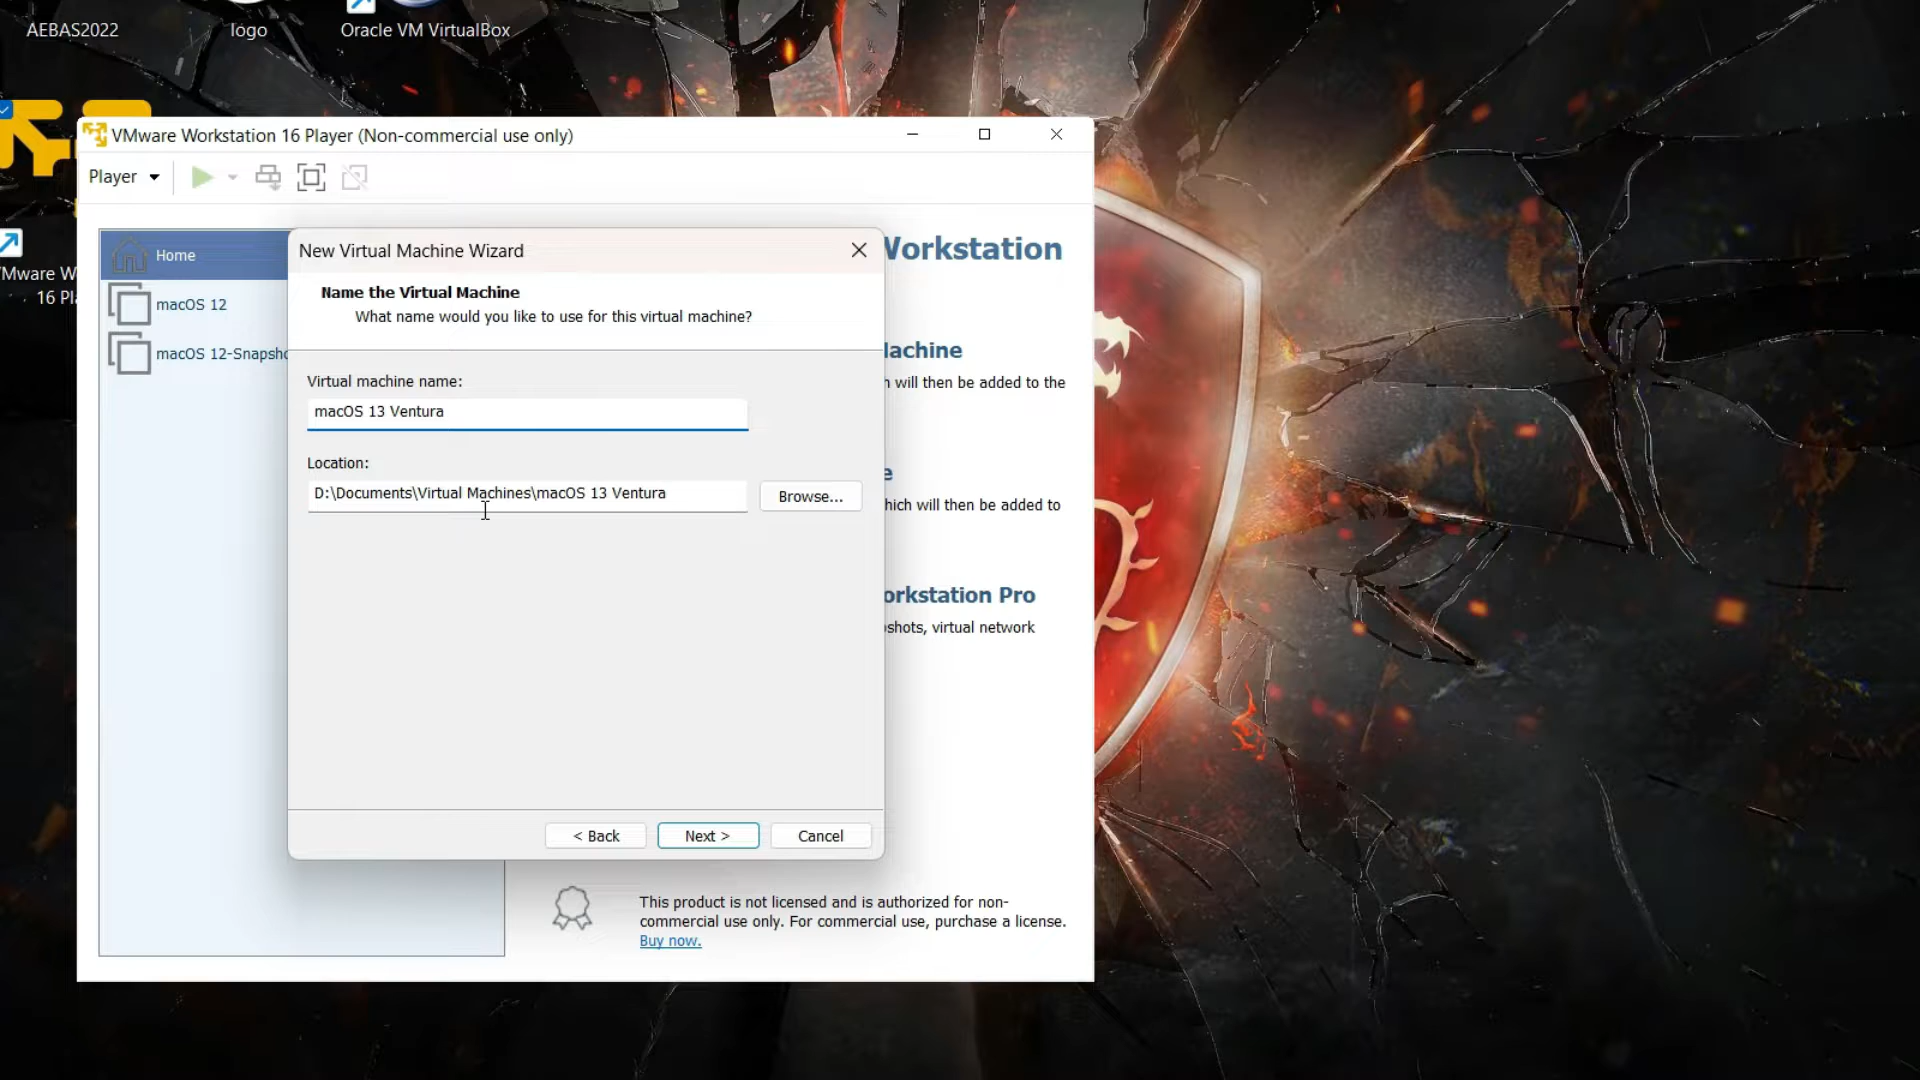 AEBAS2022
logo
Oracle VM VirtualBox
VMware Workstation 16 Player (Non-commercial use only)
Player
Home
macOS 12
macOS 12-Snapsho
Mware W
16 Pl
New Virtual Machine Wizard
Name the Virtual Machine
What name would you like to use for this virtual machine?
Virtual machine name:
macOS 13 Ventura
Location:
D:\Documents\Virtual Machines\macOS 13 Ventura
Browse...
< Back
Next >
Cancel
Workstation
achine
will then be added to the
e
hich will then be added to
orkstation Pro
shots, virtual network
This product is not licensed and is authorized for non-
commercial use only. For commercial use, purchase a license.
Buy now.